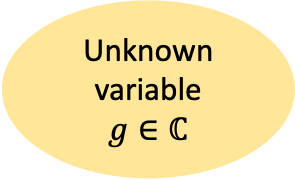 Unknown
variable
𝑔 ∈ ℂ